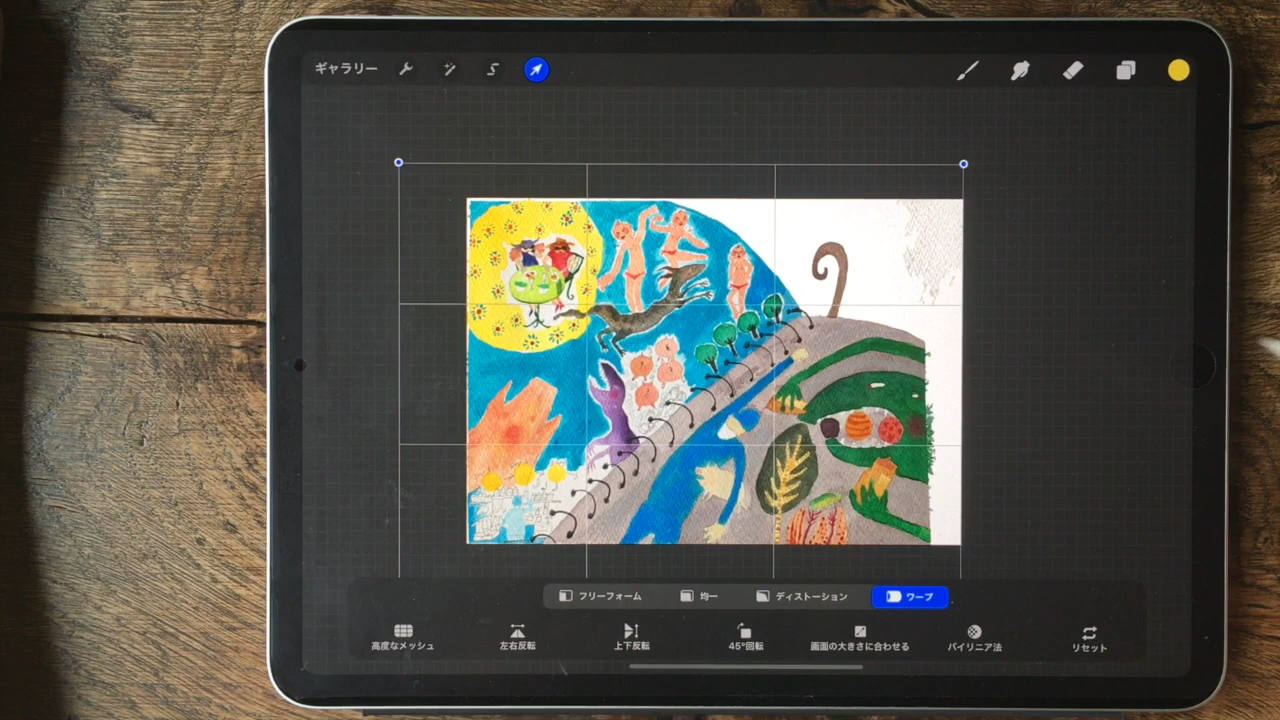 ギャラリー
フリーフォーム
均一
ディストーション
ワープ
高度なメッシュ
左右反転
上下反転
45°回転
画面の大きさに合わせる
バイリニア法
リセット